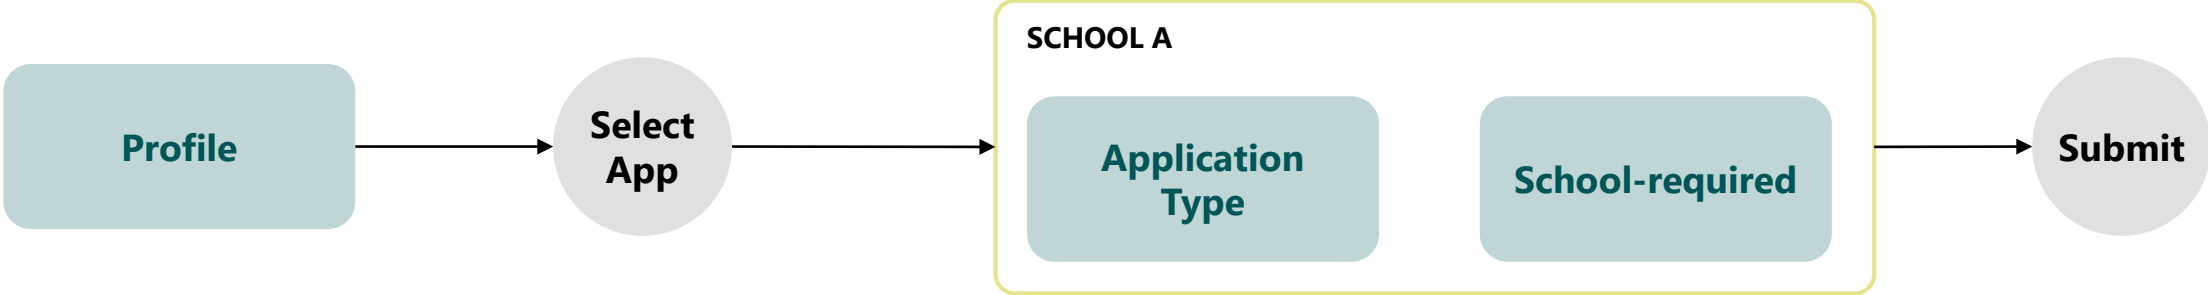 Profile
Select
App
SCHOOL A
Application
Type
School-required
Submit